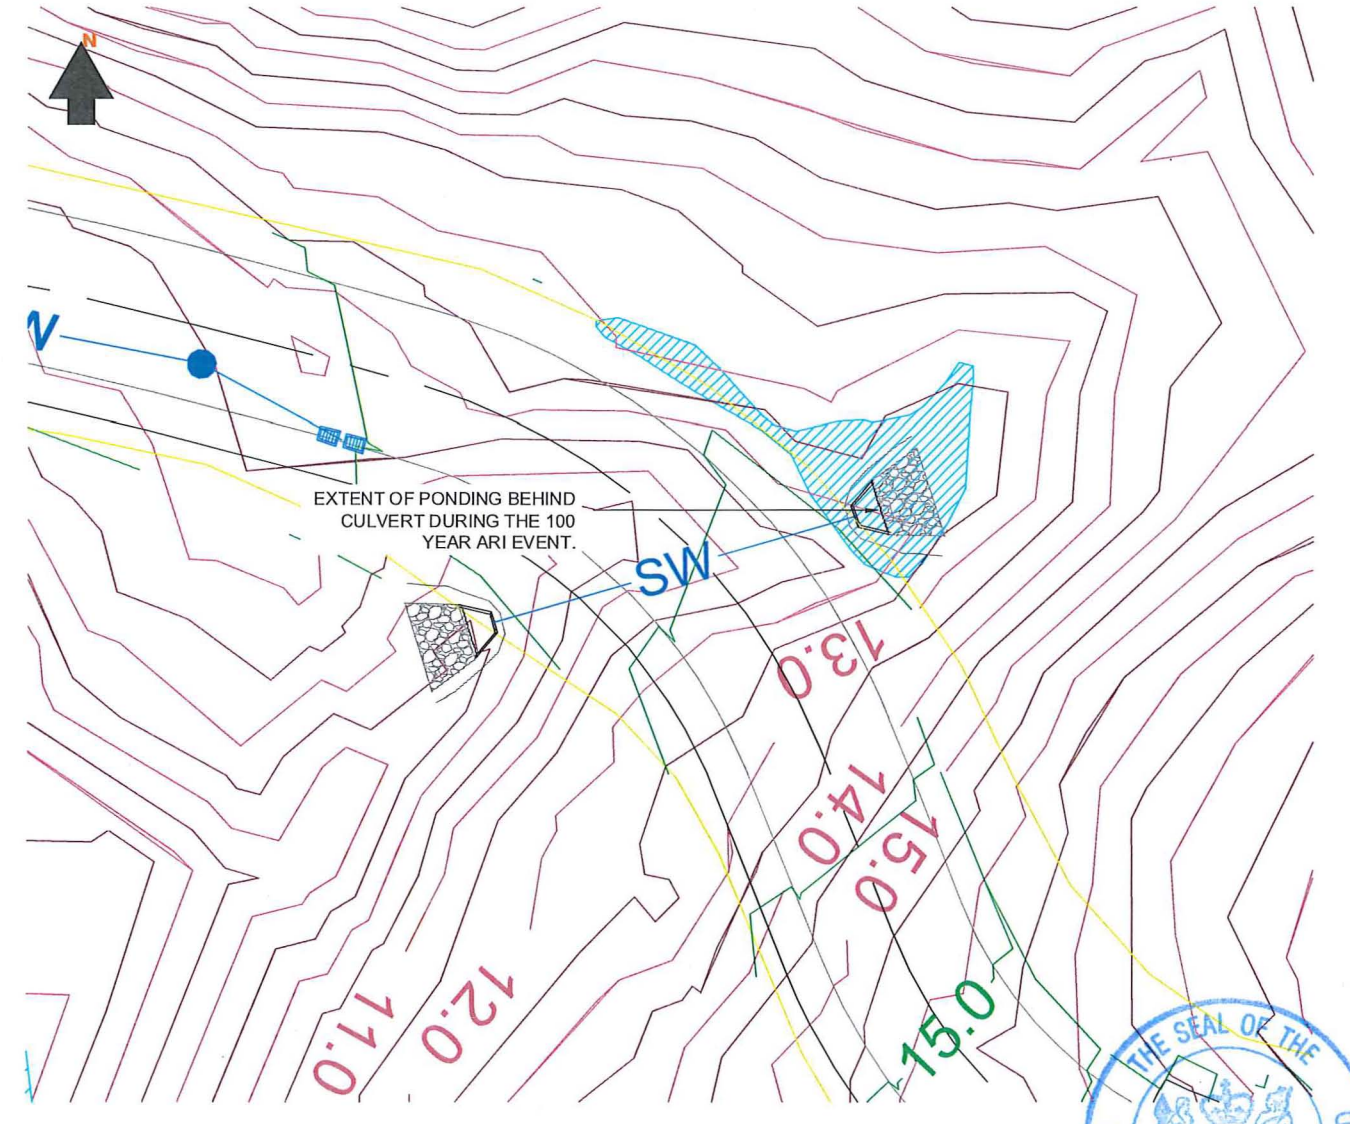 N
W
EXTENT OF PONDING BEHIND
CULVERT DURING THE 100
YEAR ARI EVENT.
SW
13.0
14.0
15.0
12.0
11.0
15.0
THE SEAL OF THE